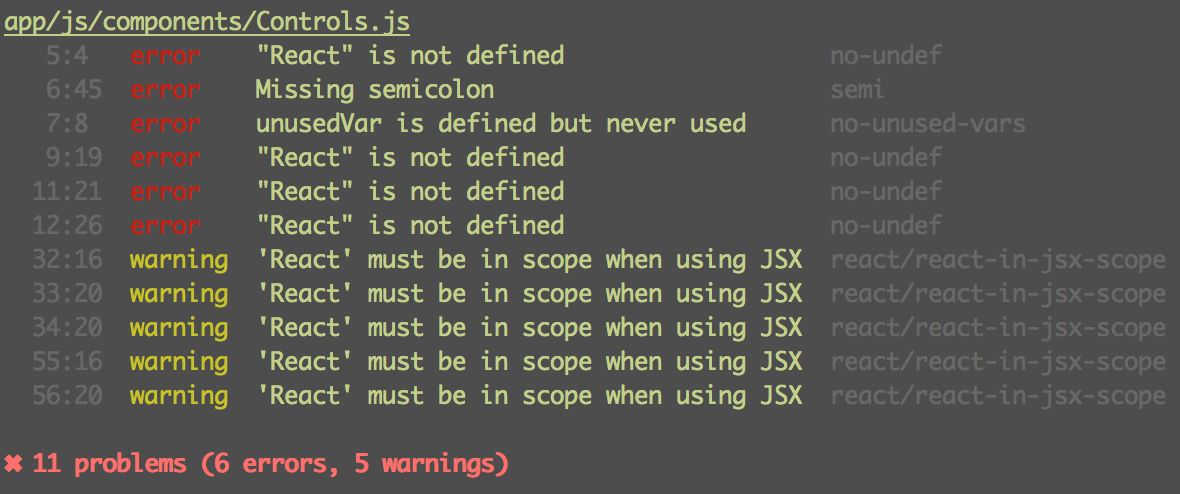 app/js/components/Controls.js
5:4 error "React" is not defined no-undef
6:45 error Missing semicolon semi
7:8 error unusedVar is defined but never used no-unused-vars
9:19 error "React" is not defined no-undef
11:21 error "React" is not defined no-undef
12:26 error "React" is not defined no-undef
32:16 warning 'React' must be in scope when using JSX react/react-in-jsx-scope
33:20 warning 'React' must be in scope when using JSX react/react-in-jsx-scope
34:20 warning 'React' must be in scope when using JSX react/react-in-jsx-scope
55:16 warning 'React' must be in scope when using JSX react/react-in-jsx-scope
56:20 warning 'React' must be in scope when using JSX react/react-in-jsx-scope
✖ 11 problems (6 errors, 5 warnings)